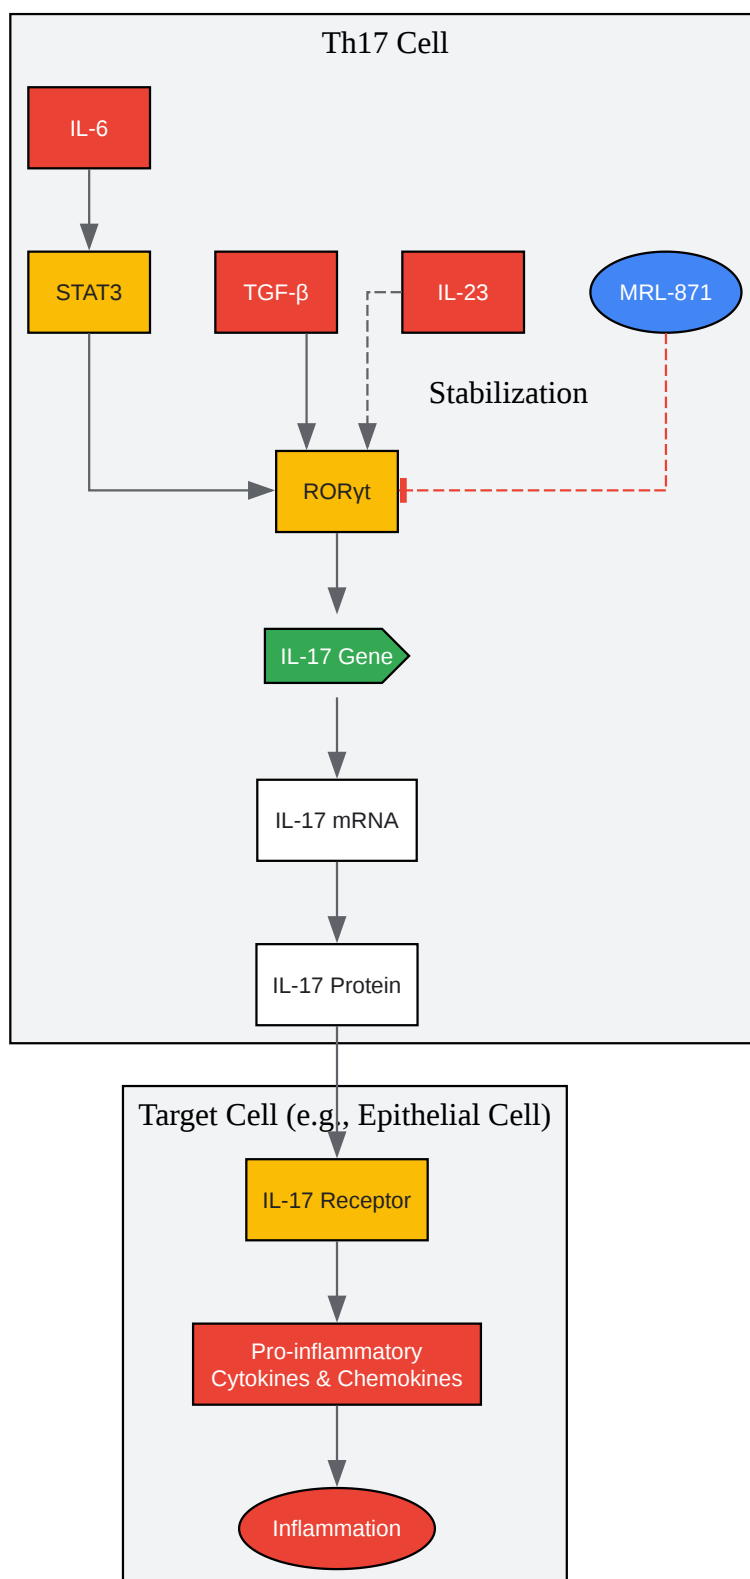 Th17 Cell
IL-6
STAT3
TGF-β
IL-23
MRL-871
Stabilization
RORγt
IL-17 Gene
IL-17 mRNA
IL-17 Protein
Target Cell (e.g., Epithelial Cell)
IL-17 Receptor
Pro-inflammatory
Cytokines & Chemokines
Inflammation